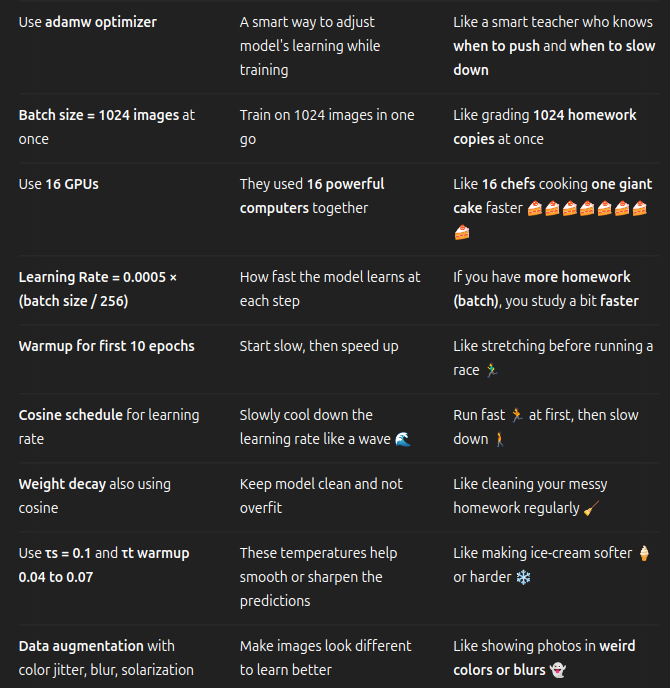 Use adamw optimizer
A smart way to adjust
model's learning while
training
Like a smart teacher who knows
when to push and when to slow
down
Batch size = 1024 images at
once
Train on 1024 images in one
go
Like grading 1024 homework
copies at once
Use 16 GPUs
They used 16 powerful
computers together
Like 16 chefs cooking one giant
cake faster 🍰🍰🍰🍰🍰🍰🍰
🍰
Learning Rate = 0.0005 ×
(batch size / 256)
How fast the model learns at
each step
If you have more homework
(batch), you study a bit faster
Warmup for first 10 epochs
Start slow, then speed up
Like stretching before running a
race 🏃‍♂️
Cosine schedule for learning
rate
Slowly cool down the
learning rate like a wave 🌊
Run fast 🏃 at first, then slow
down 🚶
Weight decay also using
cosine
Keep model clean and not
overfit
Like cleaning your messy
homework regularly 🧹
Use τs = 0.1 and τt warmup
0.04 to 0.07
These temperatures help
smooth or sharpen the
predictions
Like making ice-cream softer 🍦
or harder ❄️
Data augmentation with
color jitter, blur, solarization
Make images look different
to learn better
Like showing photos in weird
colors or blurs 👻